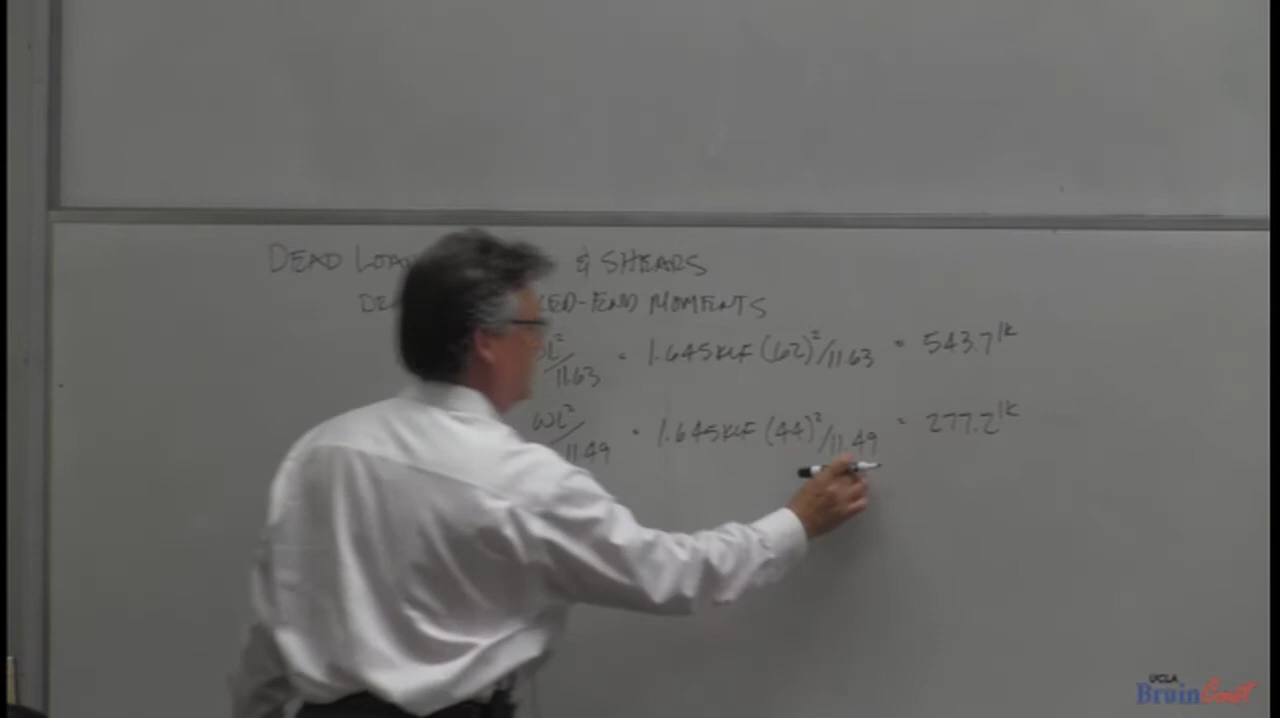 DEAD LOA & SHEARS
DE ED-END MOMENTS
L²/11.63 = 1.645KLF (62)²/11.63 = 543.7'K
WL²/11.49 = 1.645KLF (44)²/11.49 = 277.2'K
UCLA
BruinCast